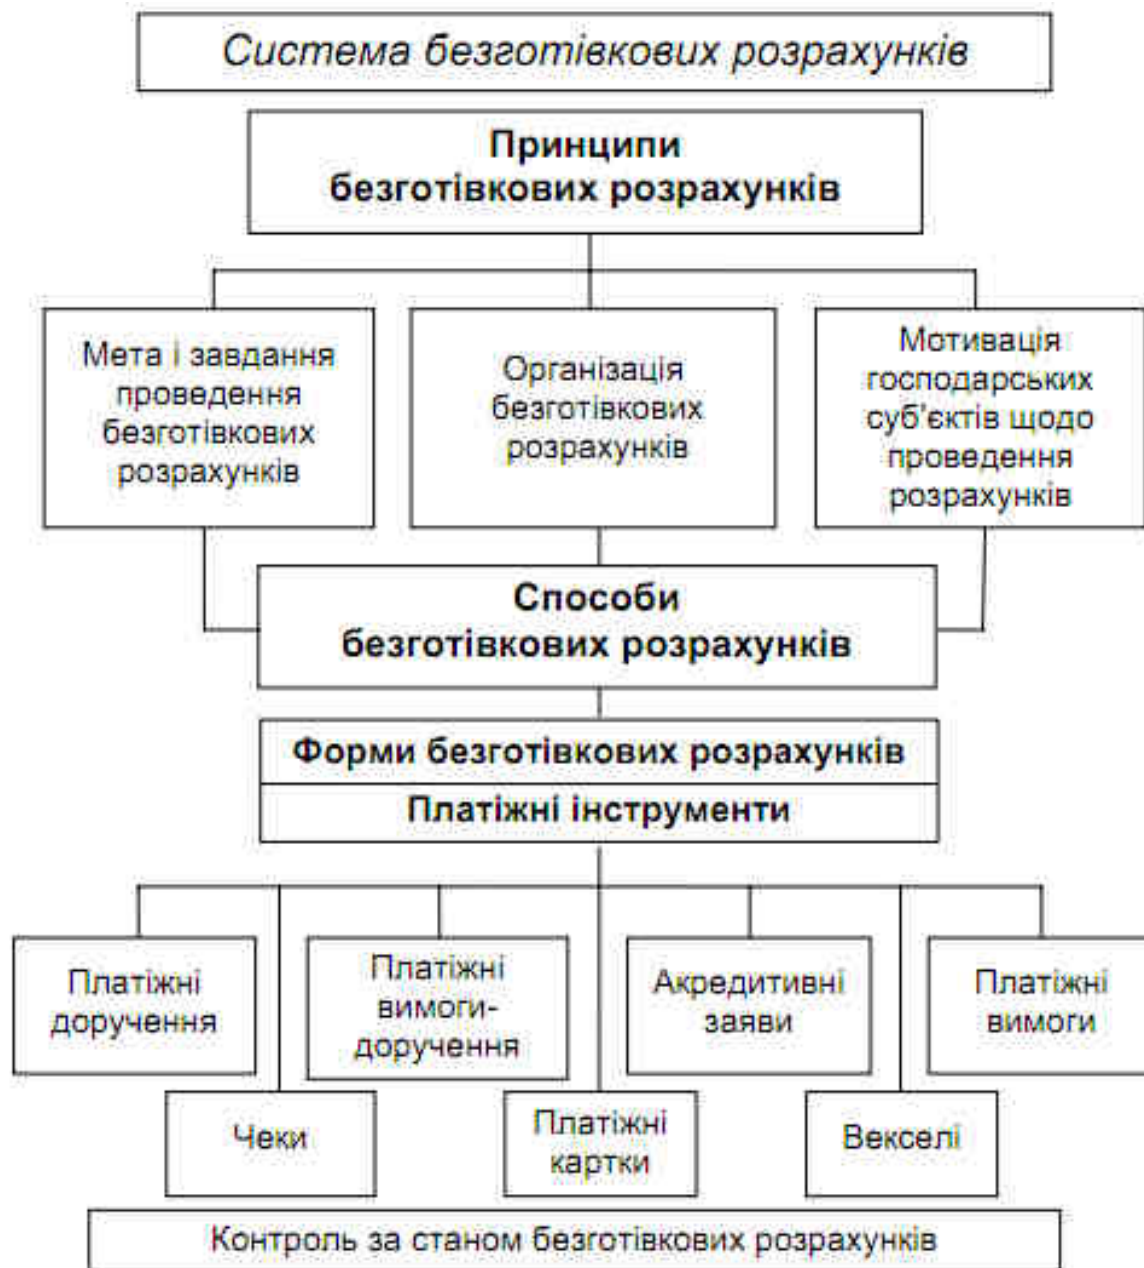 Система безготівкових розрахунків
Принципи
безготівкових розрахунків
Мета і завдання
проведення
безготівкових
розрахунків
Організація
безготівкових
розрахунків
Мотивація
господарських
суб'єктів щодо
проведення
розрахунків
Способи
безготівкових розрахунків
Форми безготівкових розрахунків
Платіжні інструменти
Платіжні
доручення
Платіжні
вимоги-
доручення
Акредитивні
заяви
Платіжні
вимоги
Чеки
Платіжні
картки
Векселі
Контроль за станом безготівкових розрахунків